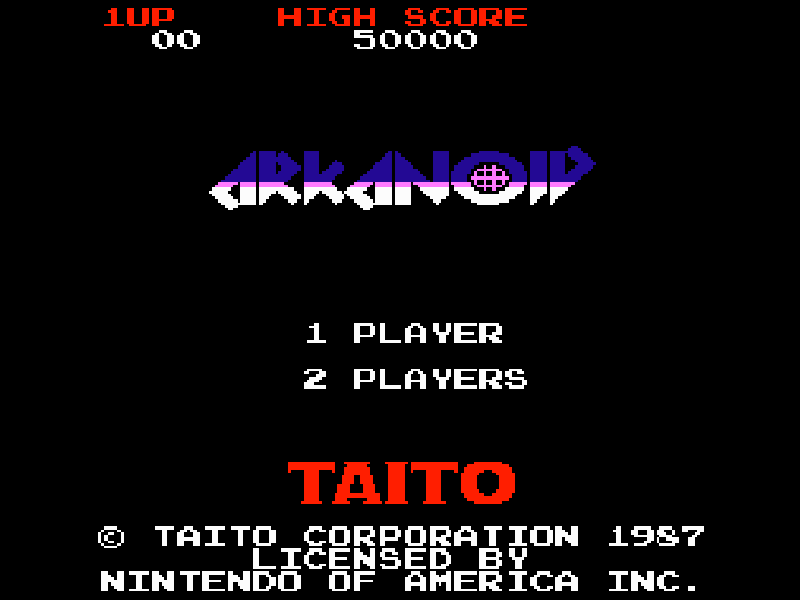 1UP HIGH SCORE
00 50000
ARKANOID
1 PLAYER
2 PLAYERS
TAITO
© TAITO CORPORATION 1987
LICENSED BY
NINTENDO OF AMERICA INC.